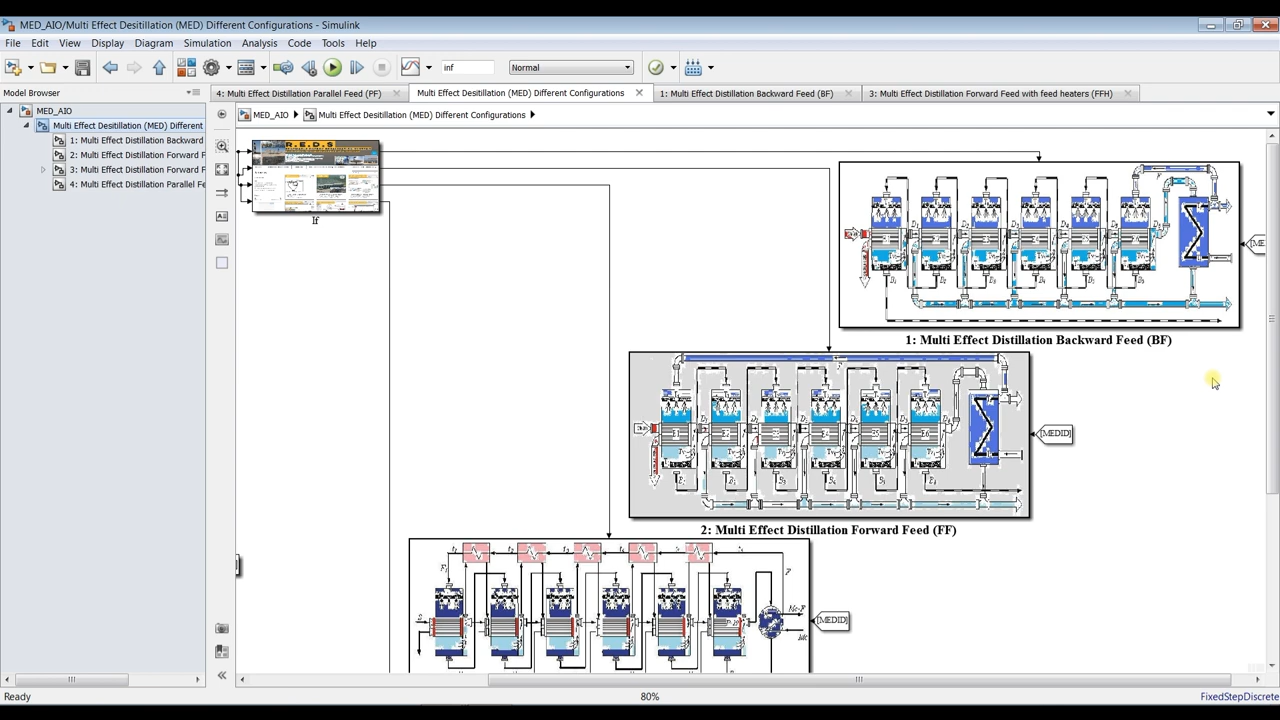 MED_AIO/Multi Effect Desitillation (MED) Different Configurations - Simulink
File Edit View Display Diagram Simulation Analysis Code Tools Help
inf Normal
Model Browser
4: Multi Effect Distillation Parallel Feed (PF) Multi Effect Desitillation (MED) Different Configurations 1: Multi Effect Distillation Backward Feed (BF) 3: Multi Effect Distillation Forward Feed with feed heaters (FFH)
MED_AIO Multi Effect Desitillation (MED) Different Configurations
MED_AIO
Multi Effect Desitillation (MED) Different
1: Multi Effect Distillation Backward
2: Multi Effect Distillation Forward F
3: Multi Effect Distillation Forward F
4: Multi Effect Distillation Parallel Fe
R.E.D.S
If
[ME
1: Multi Effect Distillation Backward Feed (BF)
[MEDID]
2: Multi Effect Distillation Forward Feed (FF)
[MEDID]
Ready 80% FixedStepDiscrete